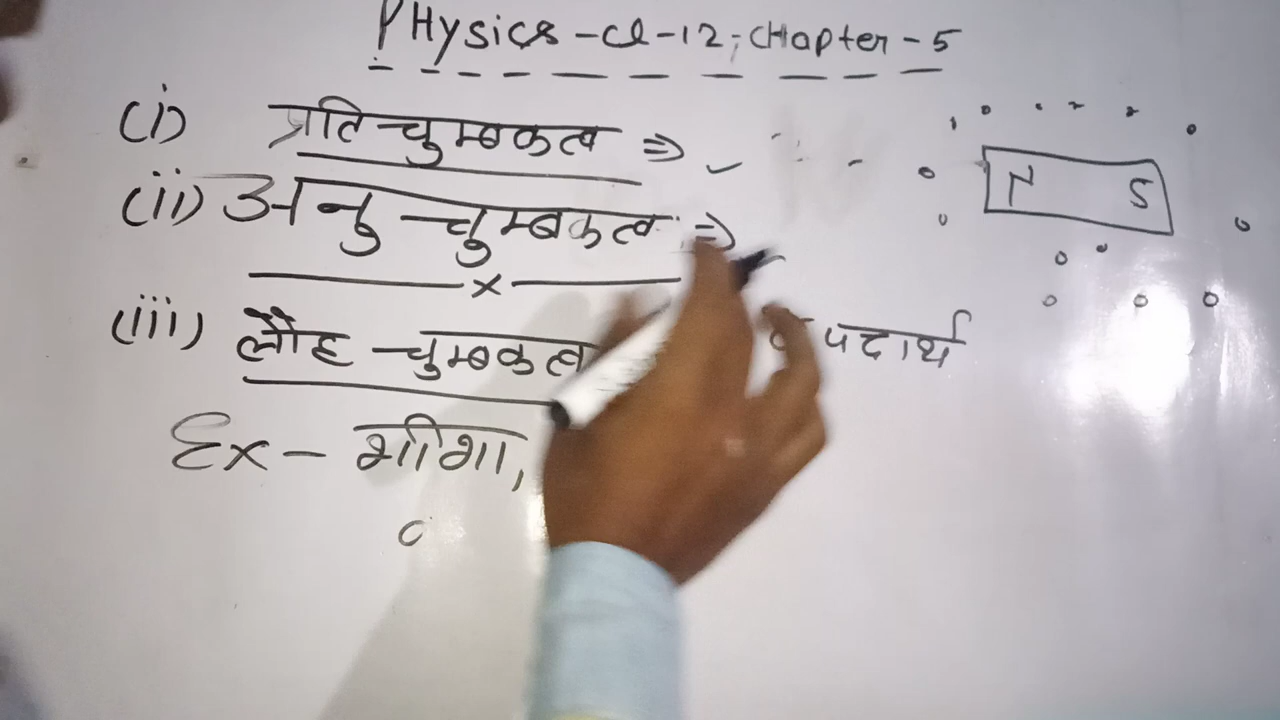 PHysics-cl-12, CHapter-5
(i) प्रतिचुम्बकत्व ⇒
(ii) अनु-चुम्बकत्व ⇒
(iii) लौह-चुम्बकत्व पदार्थ
Ex- शीशा,
N S